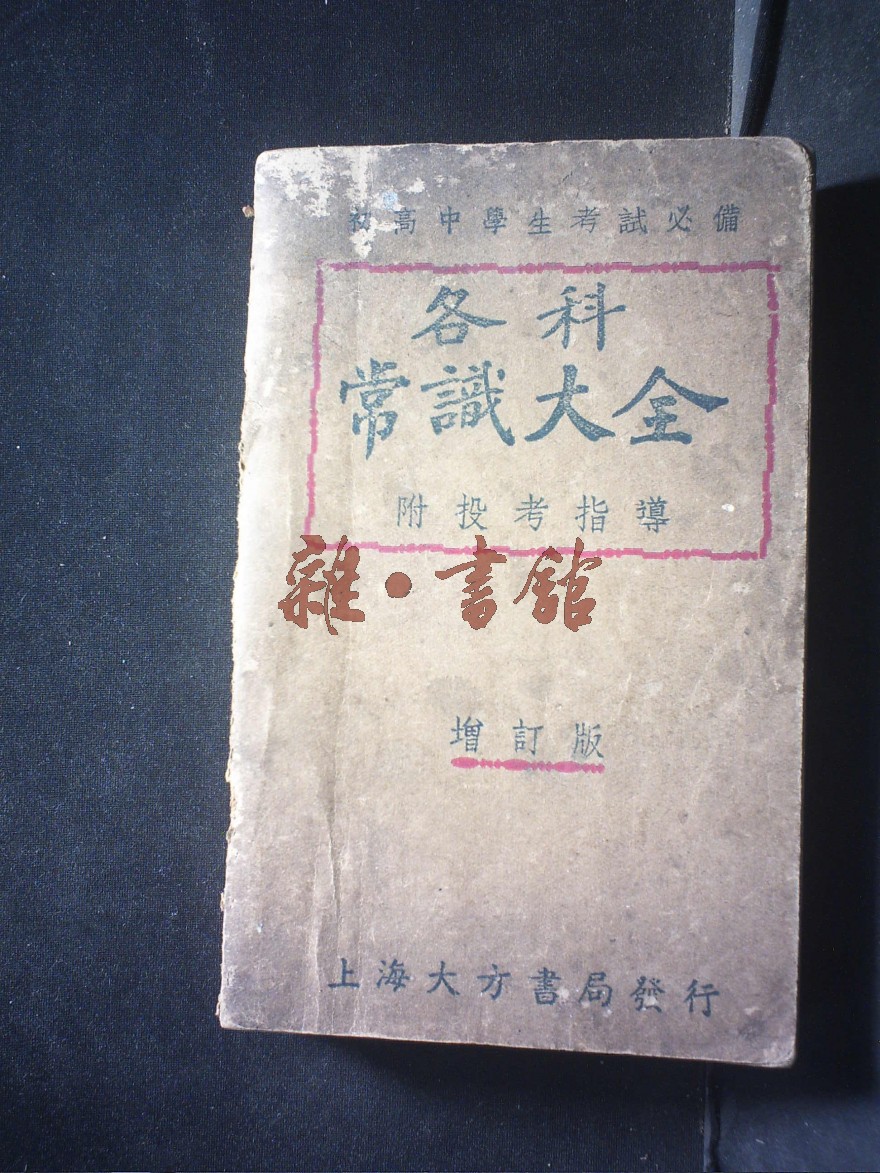 初高中學生考試必備
各科
常識大全
附投考指導
雜·書館
增訂版
上海大方書局發行